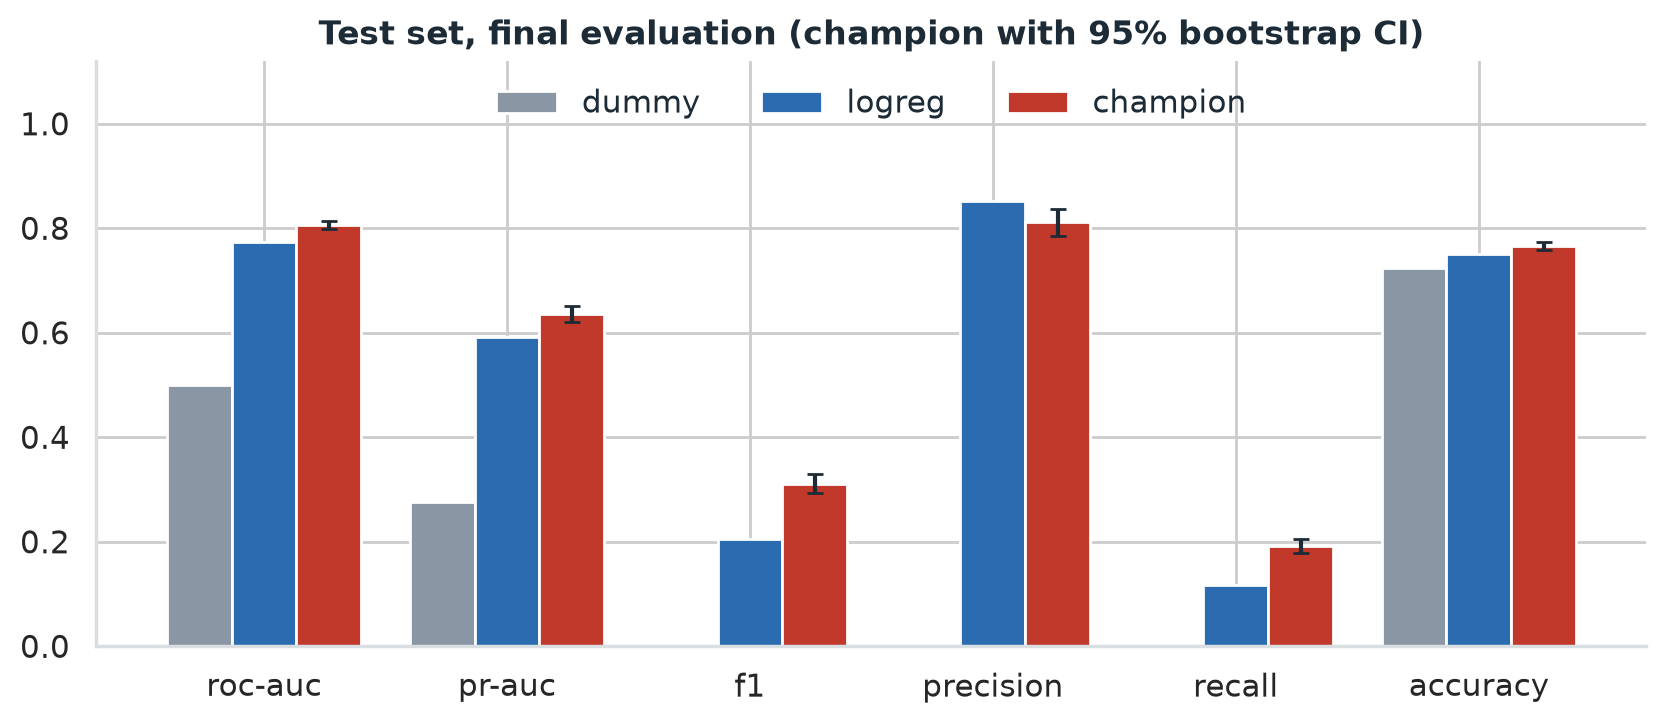 Test set, final evaluation (champion with 95% bootstrap CI)
dummy logreg champion
1.0
0.8
0.6
0.4
0.2
0.0
roc-auc pr-auc f1 precision recall accuracy